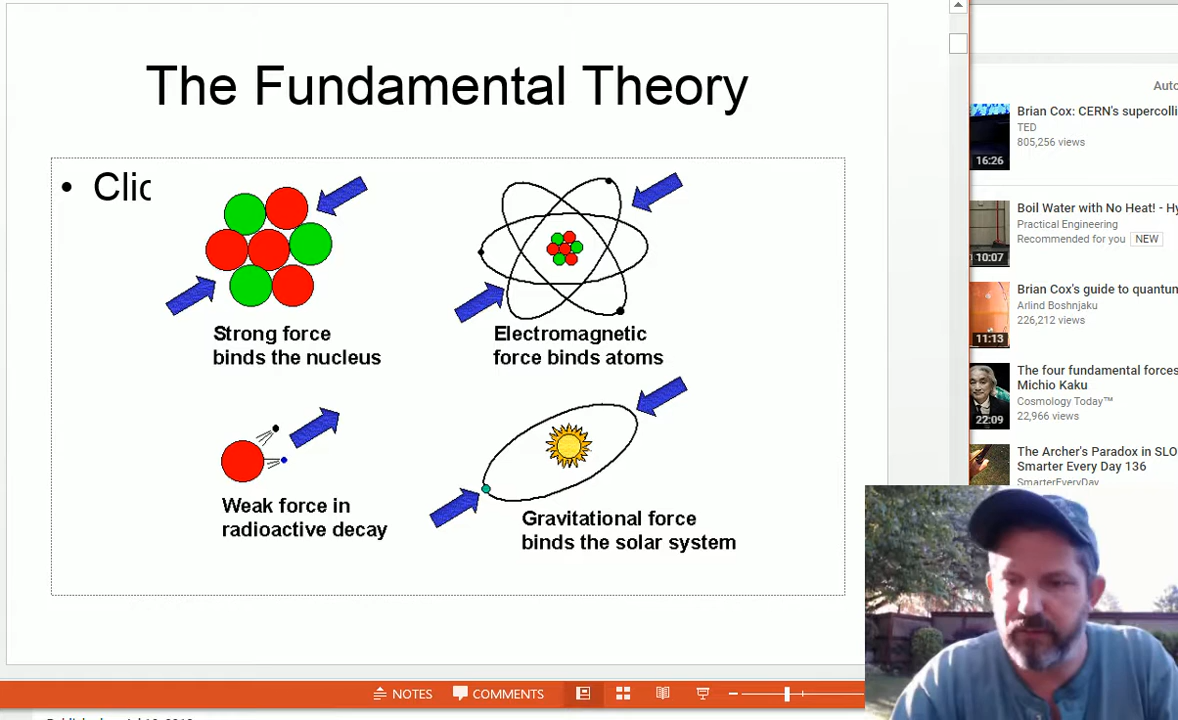 The Fundamental Theory
• Clic
Strong force
binds the nucleus
Electromagnetic
force binds atoms
Weak force in
radioactive decay
Gravitational force
binds the solar system
NOTES
COMMENTS
Auto
Brian Cox: CERN's supercolli
TED
805,256 views
16:26
Boil Water with No Heat! - Hy
Practical Engineering
Recommended for you NEW
10:07
Brian Cox's guide to quantu
Arlind Boshnjaku
226,212 views
11:13
The four fundamental forces
Michio Kaku
Cosmology Today™
22,966 views
22:09
The Archer's Paradox in SLO
Smarter Every Day 136
SmarterEveryDay